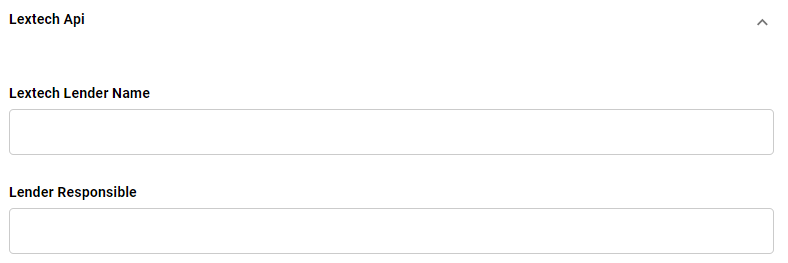 Lextech Api
Lextech Lender Name
Lender Responsible